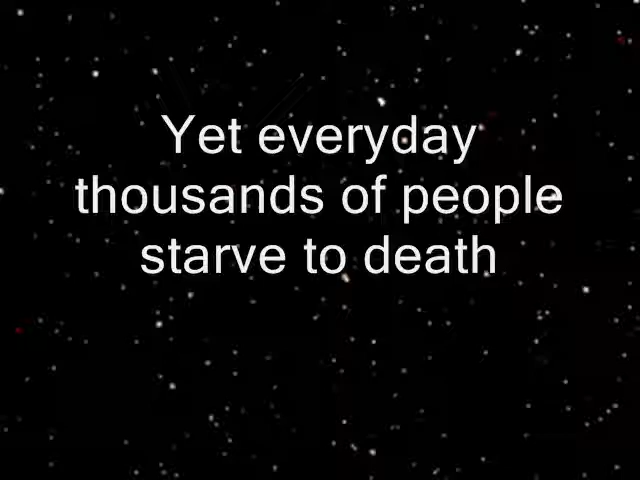 Yet everyday
thousands of people
starve to death